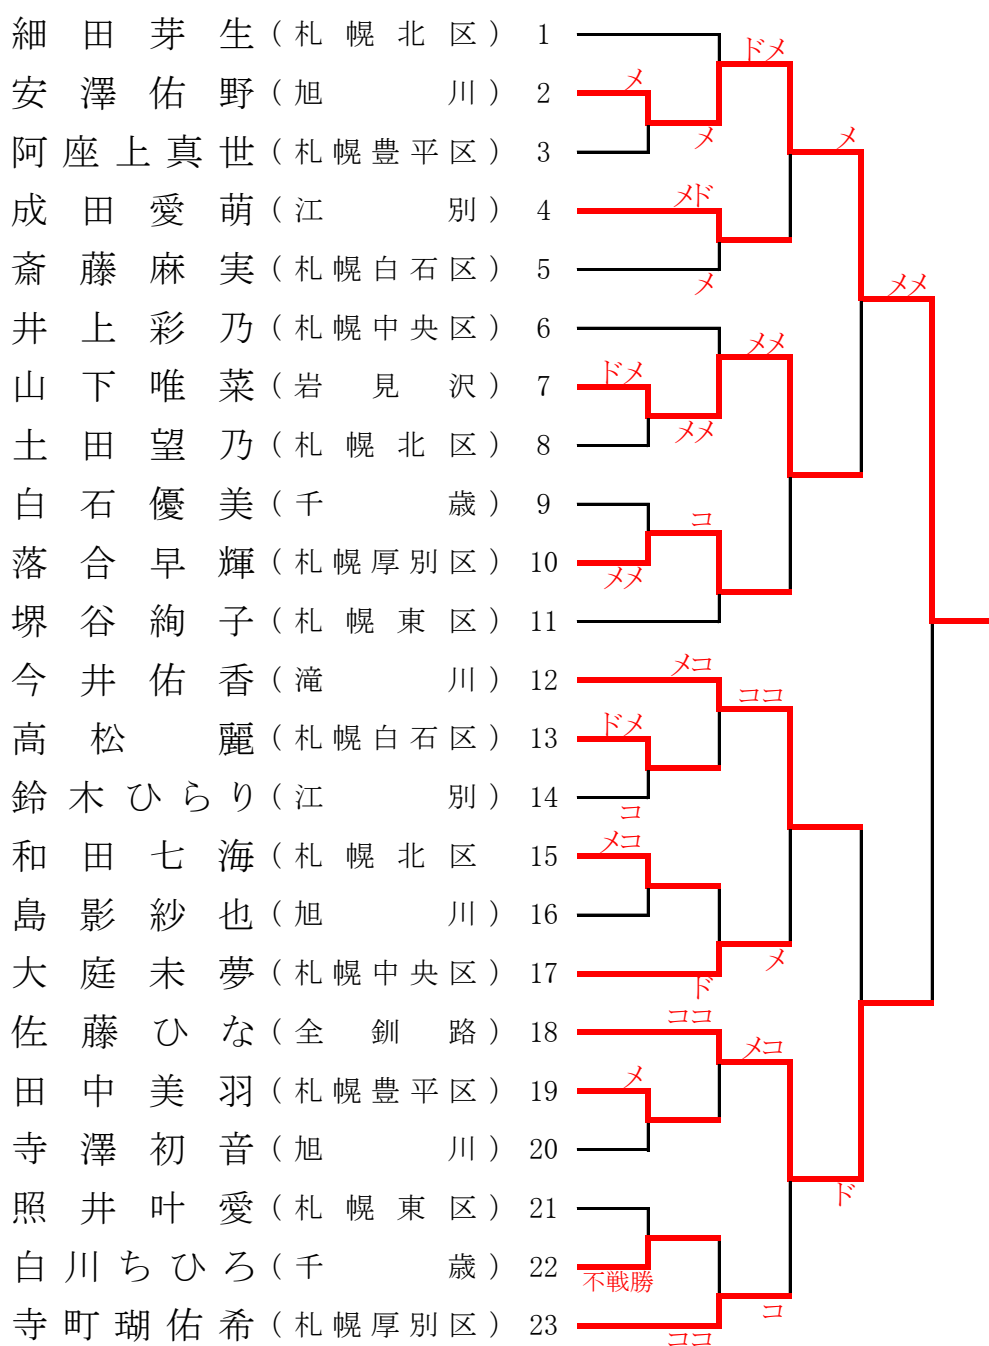 細田芽生（札幌北区） 1
ドメ
安澤佑野（旭川） 2 メ
阿座上真世（札幌豊平区） 3 メ メ
成田愛萌（江別） 4 メド
斎藤麻実（札幌白石区） 5 メ メメ
井上彩乃（札幌中央区） 6 メメ
山下唯菜（岩見沢） 7 ドメ
土田望乃（札幌北区） 8 メメ
白石優美（千歳） 9 コ
落合早輝（札幌厚別区） 10 メメ
堺谷絢子（札幌東区） 11
今井佑香（滝川） 12 メコ ココ
高松麗（札幌白石区） 13 ドメ
鈴木ひらり（江別） 14 コ
和田七海（札幌北区 15 メコ
島影紗也（旭川） 16 メ
大庭未夢（札幌中央区） 17 ド
佐藤ひな（全釧路） 18 ココ メコ
田中美羽（札幌豊平区） 19 メ
寺澤初音（旭川） 20 ド
照井叶愛（札幌東区） 21
白川ちひろ（千歳） 22 不戦勝
寺町瑚佑希（札幌厚別区） 23 ココ コ